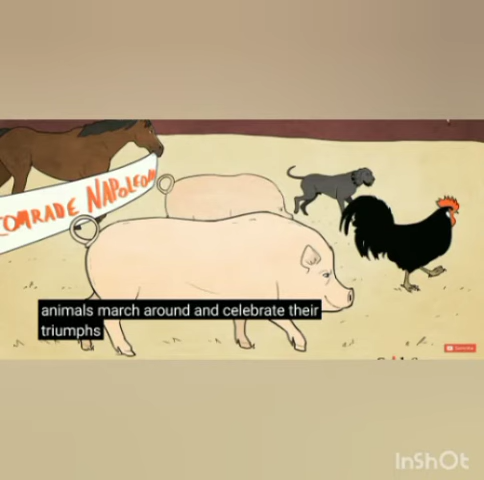 COMRADE NAPOLEON
animals march around and celebrate their
triumphs
InShOt